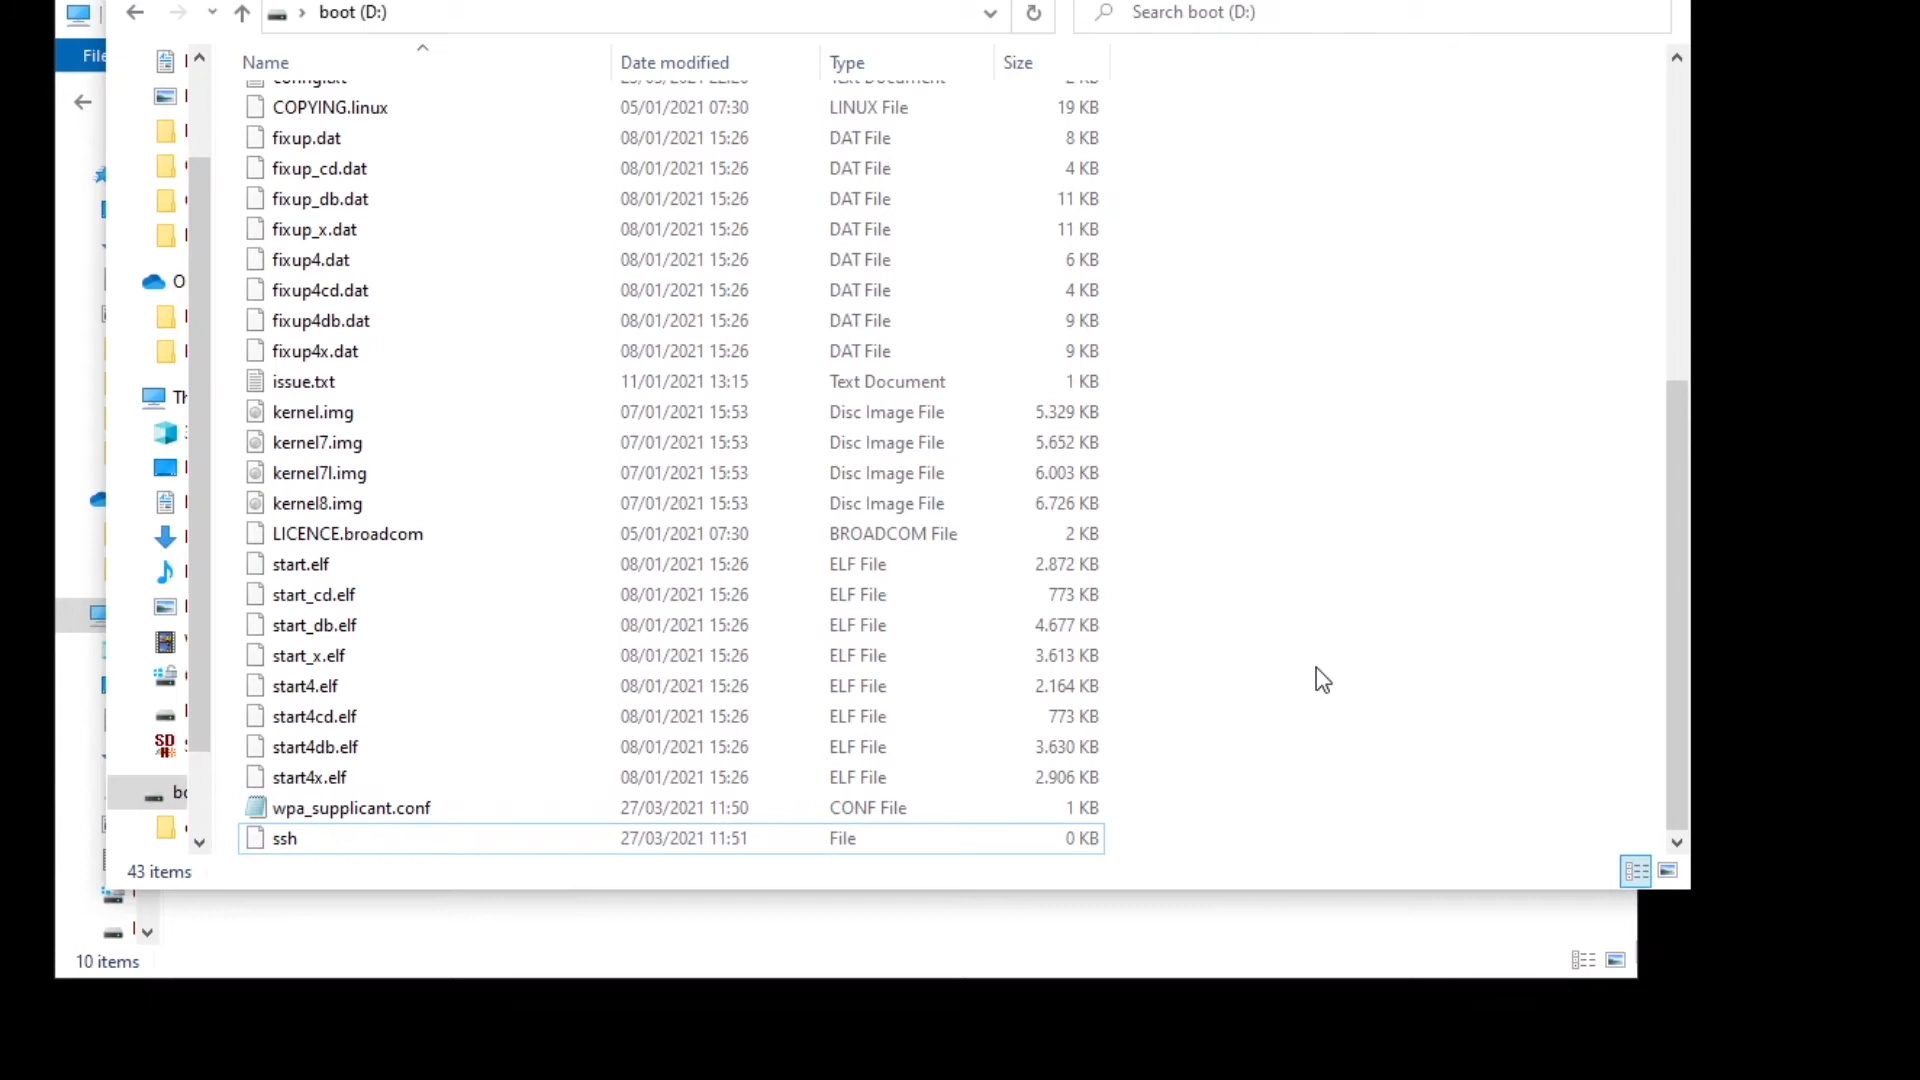 boot (D:)
Search boot (D:)
File
Name Date modified Type Size
COPYING.linux 05/01/2021 07:30 LINUX File 19 KB
fixup.dat 08/01/2021 15:26 DAT File 8 KB
fixup_cd.dat 08/01/2021 15:26 DAT File 4 KB
fixup_db.dat 08/01/2021 15:26 DAT File 11 KB
fixup_x.dat 08/01/2021 15:26 DAT File 11 KB
fixup4.dat 08/01/2021 15:26 DAT File 6 KB
fixup4cd.dat 08/01/2021 15:26 DAT File 4 KB
fixup4db.dat 08/01/2021 15:26 DAT File 9 KB
fixup4x.dat 08/01/2021 15:26 DAT File 9 KB
issue.txt 11/01/2021 13:15 Text Document 1 KB
kernel.img 07/01/2021 15:53 Disc Image File 5.329 KB
kernel7.img 07/01/2021 15:53 Disc Image File 5.652 KB
kernel7l.img 07/01/2021 15:53 Disc Image File 6.003 KB
kernel8.img 07/01/2021 15:53 Disc Image File 6.726 KB
LICENCE.broadcom 05/01/2021 07:30 BROADCOM File 2 KB
start.elf 08/01/2021 15:26 ELF File 2.872 KB
start_cd.elf 08/01/2021 15:26 ELF File 773 KB
start_db.elf 08/01/2021 15:26 ELF File 4.677 KB
start_x.elf 08/01/2021 15:26 ELF File 3.613 KB
start4.elf 08/01/2021 15:26 ELF File 2.164 KB
start4cd.elf 08/01/2021 15:26 ELF File 773 KB
start4db.elf 08/01/2021 15:26 ELF File 3.630 KB
start4x.elf 08/01/2021 15:26 ELF File 2.906 KB
wpa_supplicant.conf 27/03/2021 11:50 CONF File 1 KB
ssh 27/03/2021 11:51 File 0 KB
O
Th
SD
bo
43 items
10 items